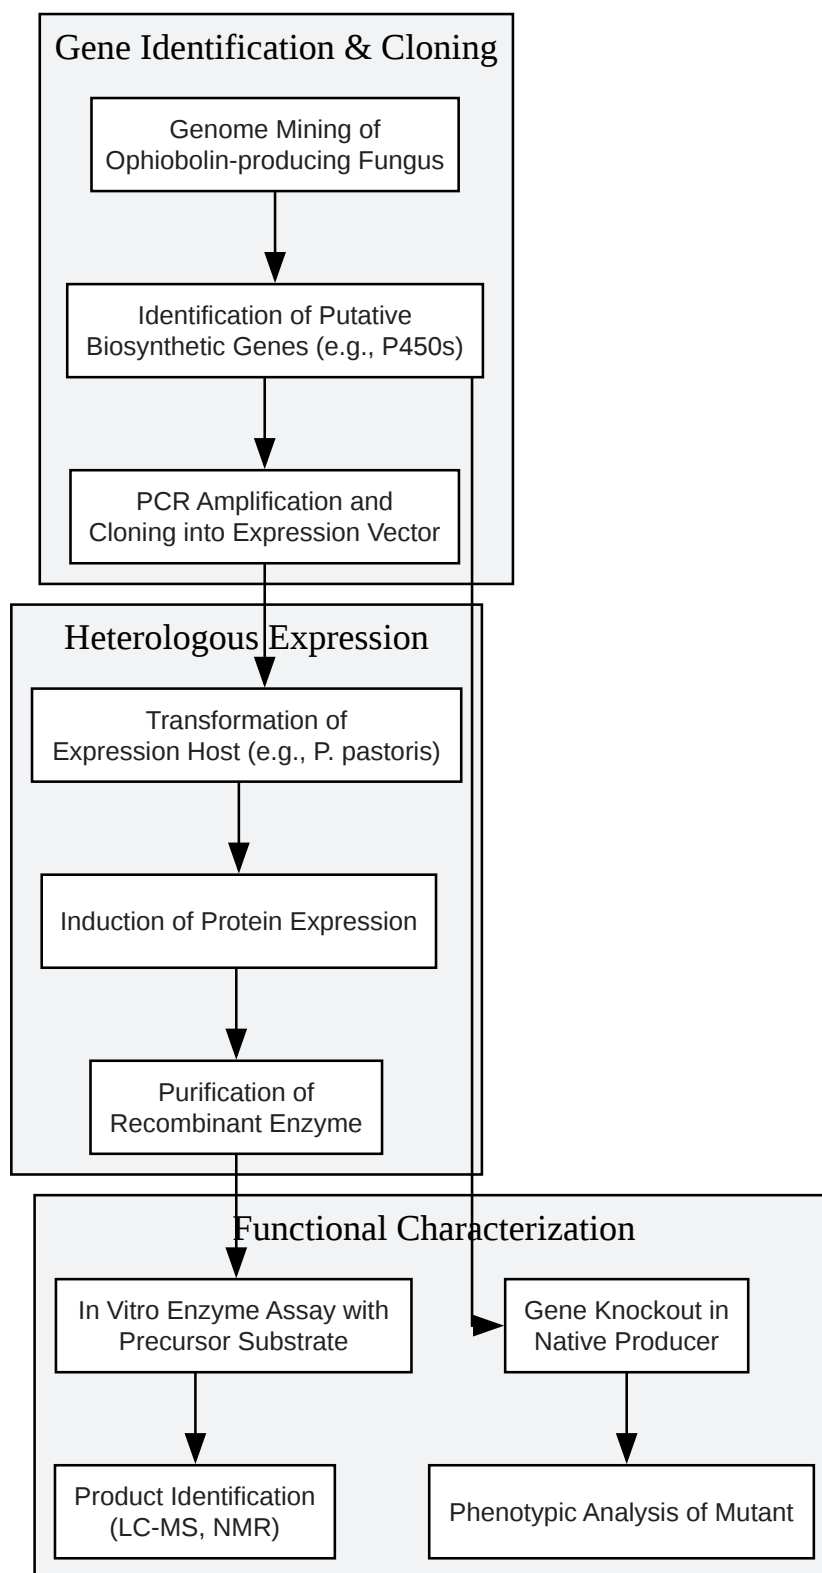 Gene Identification & Cloning
Genome Mining of
Ophiobolin-producing Fungus
Identification of Putative
Biosynthetic Genes (e.g., P450s)
PCR Amplification and
Cloning into Expression Vector
Heterologous Expression
Transformation of
Expression Host (e.g., P. pastoris)
Induction of Protein Expression
Purification of
Recombinant Enzyme
Functional Characterization
In Vitro Enzyme Assay with
Precursor Substrate
Gene Knockout in
Native Producer
Product Identification
(LC-MS, NMR)
Phenotypic Analysis of Mutant